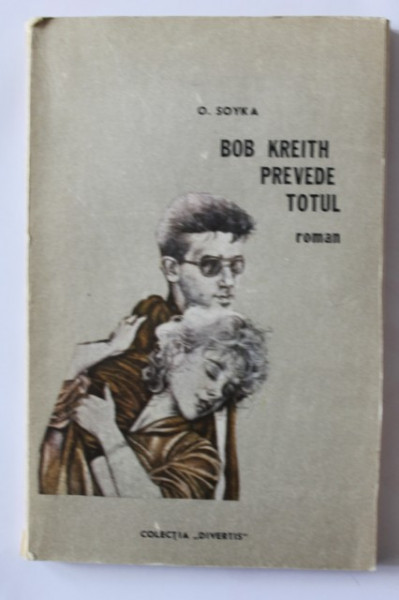 O. SOYKA
BOB KREITH
PREVEDE
TOTUL
roman
COLECȚIA „DIVERTIS"